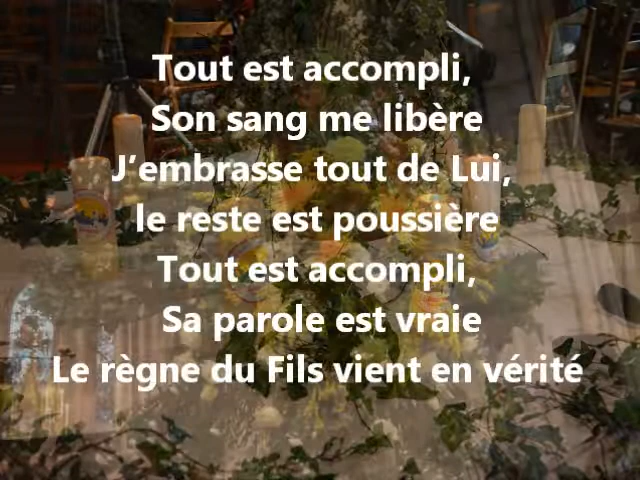 Tout est accompli,
Son sang me libère
J’embrasse tout de Lui,
le reste est poussière
Tout est accompli,
Sa parole est vraie
Le règne du Fils vient en vérité